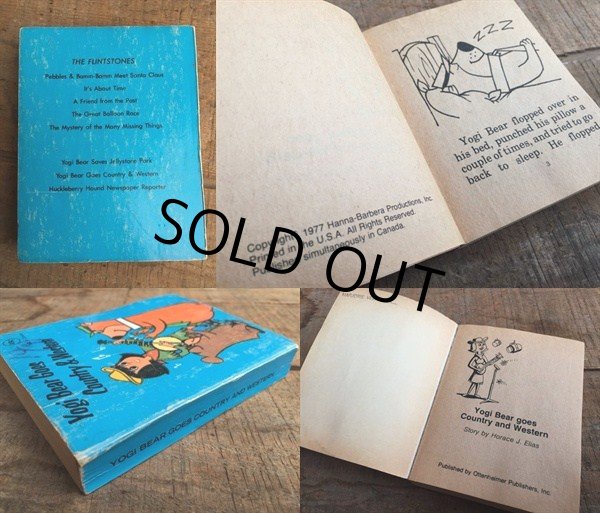 THE FLINTSTONES
Pebbles & Bamm-Bamm Meet Santa Claus
It's About Time
A Friend from the Past
The Great Balloon Race
The Mystery of the Many Missing Things
Yogi Bear Saves Jellystone Park
Yogi Bear Goes Country & Western
Huckleberry Hound Newspaper Reporter
ZZZ
Yogi Bear flopped over in
his bed, punched his pillow a
couple of times, and tried to go
back to sleep. He flopped
3
Copyright 1977 Hanna-Barbera Productions, Inc.
Printed in the U.S.A. All Rights Reserved.
Published simultaneously in Canada.
SOLD OUT
Yogi Bear Goes
Country & Western
YOGI BEAR GOES COUNTRY AND WESTERN
Yogi Bear goes
Country and Western
Story by Horace J. Elias
Published by Ottenheimer Publishers, Inc.